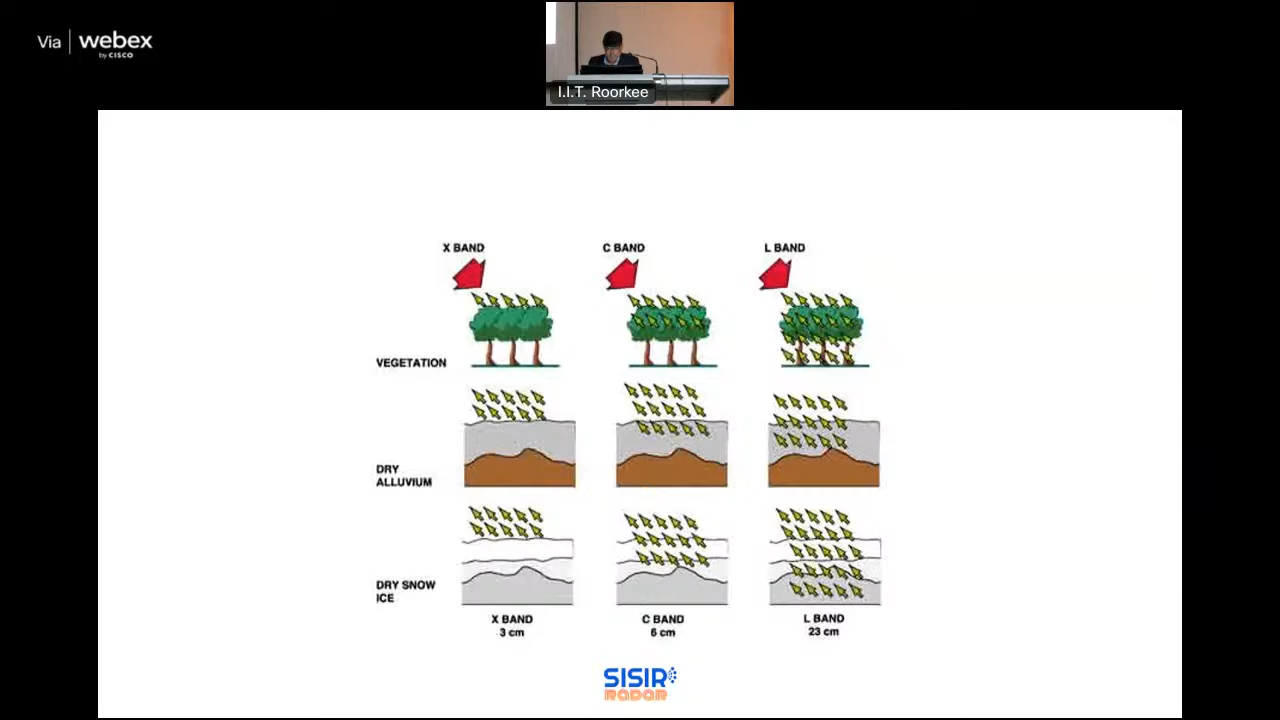 Via | webex
by CISCO
I.I.T. Roorkee
X BAND C BAND L BAND
VEGETATION
DRY
ALLUVIUM
DRY SNOW
ICE
X BAND C BAND L BAND
3 cm 6 cm 23 cm
SISIR
RADAR